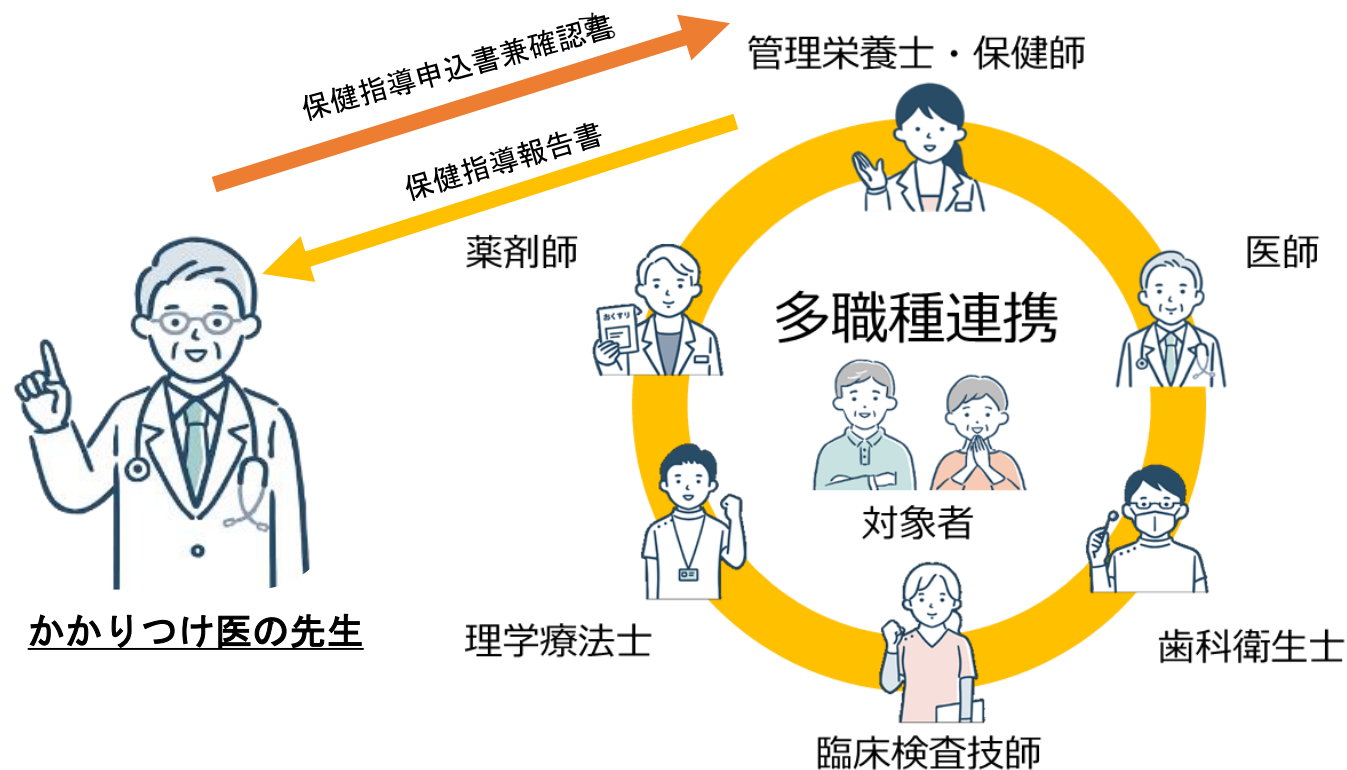 保健指導申込書兼確認書
保健指導報告書
管理栄養士・保健師
薬剤師
医師
おくすり
多職種連携
対象者
かかりつけ医の先生
理学療法士
歯科衛生士
臨床検査技師